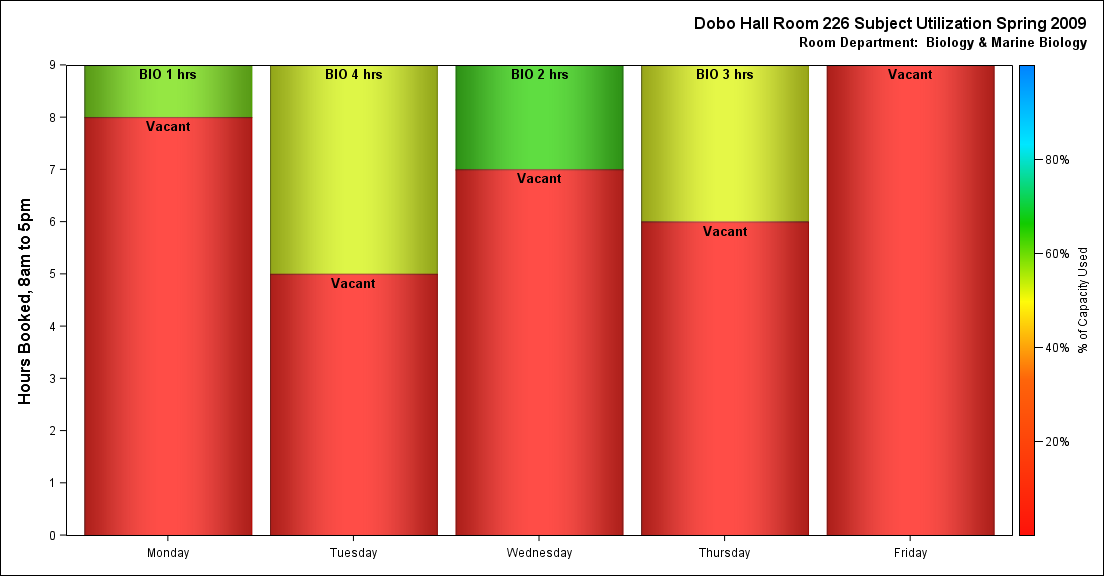 Dobo Hall Room 226 Subject Utilization Spring 2009
Room Department:  Biology & Marine Biology
Hours Booked, 8am to 5pm
9
8
7
6
5
4
3
2
1
0
BIO 1 hrs
Vacant
BIO 4 hrs
Vacant
BIO 2 hrs
Vacant
BIO 3 hrs
Vacant
Vacant
Monday
Tuesday
Wednesday
Thursday
Friday
80%
60%
40%
20%
% of Capacity Used